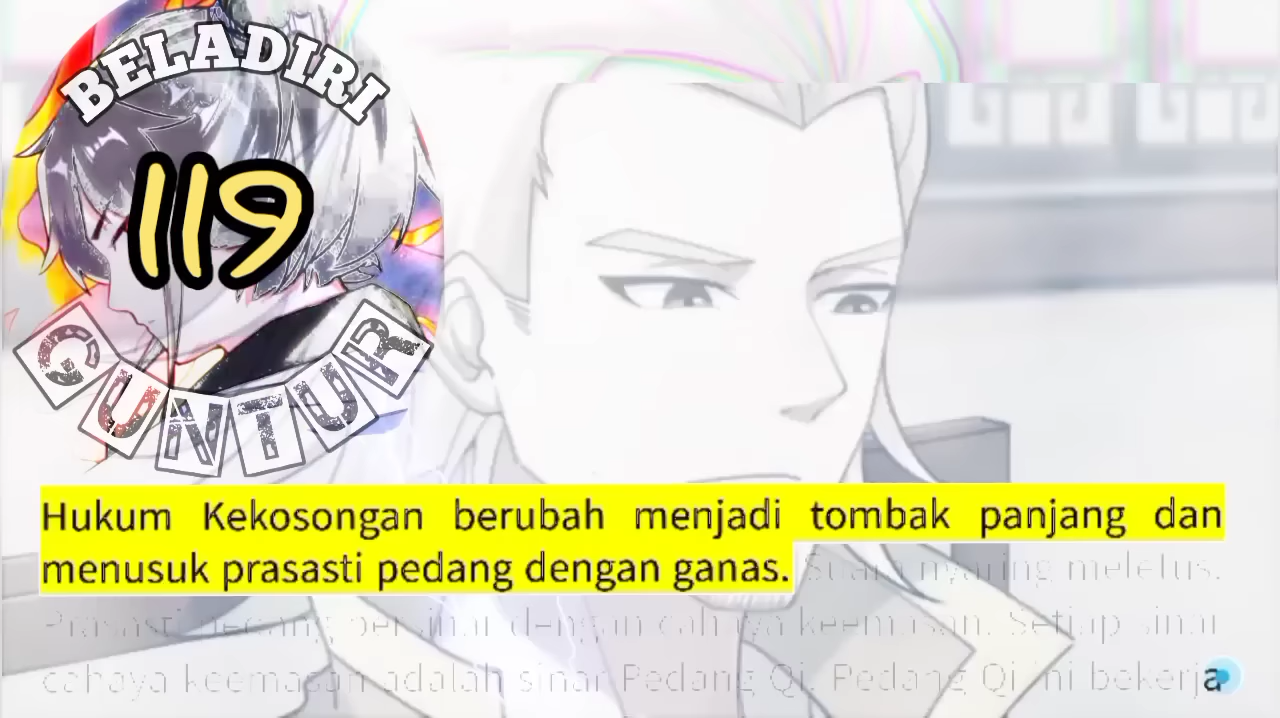 BELADIRI
119
GUNTUR
Hukum Kekosongan berubah menjadi tombak panjang dan
menusuk prasasti pedang dengan ganas. Suara nyaring meletus.
Prasasti pedang bersinar dengan cahaya keemasan. Setiap sinar
cahaya keemasan adalah sinar Pedang Qi. Pedang Qi ini bekerja